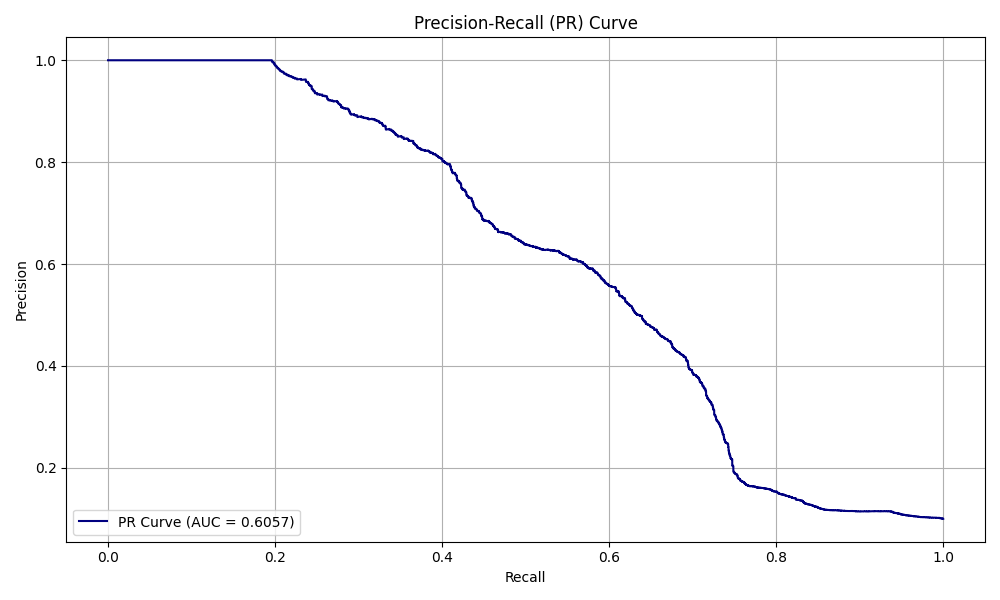 Precision-Recall (PR) Curve
1.0
0.8
0.6
0.4
0.2
Precision
PR Curve (AUC = 0.6057)
0.0 0.2 0.4 0.6 0.8 1.0
Recall